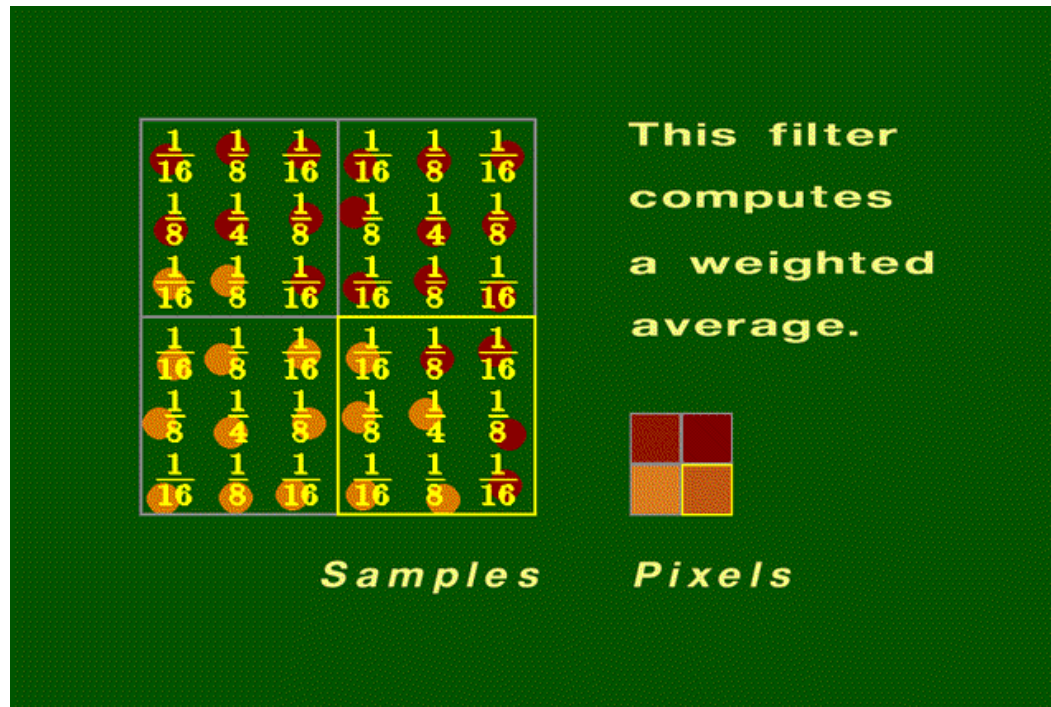 1/16 1/8 1/16 1/16 1/8 1/16
1/8 1/4 1/8 1/8 1/4 1/8
1/16 1/8 1/16 1/16 1/8 1/16
1/16 1/8 1/16 1/16 1/8 1/16
1/8 1/4 1/8 1/8 1/4 1/8
1/16 1/8 1/16 1/16 1/8 1/16
This filter
computes
a weighted
average.
Samples
Pixels